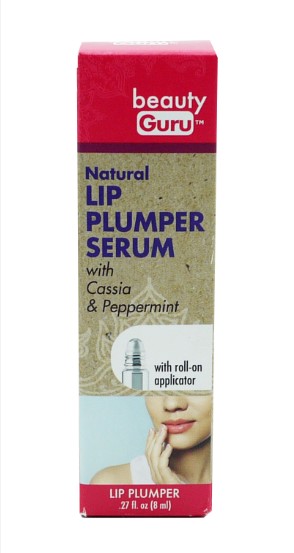 beauty
Guru™
Natural
LIP
PLUMPER
SERUM
with
Cassia
& Peppermint
with roll-on
applicator
LIP PLUMPER
.27 fl. oz (8 ml)